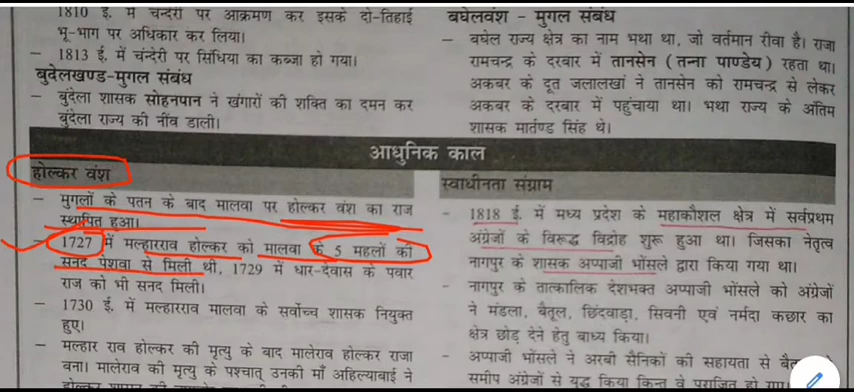 1810 ई. में चन्देरी पर आक्रमण कर इसके दो-तिहाई
भू-भाग पर अधिकार कर लिया।
– 1813 ई. में चंन्देरी पर सिंधिया का कब्जा हो गया।
बुदेलखण्ड-मुगल संबंध
– बुंदेला शासक सोहनपान ने खंगारों की शक्ति का दमन कर
बुंदेला राज्य की नींव डाली।
बघेलवंश - मुगल संबंध
– बघेल राज्य क्षेत्र का नाम भथा था, जो वर्तमान रीवा है। राजा
रामचन्द्र के दरबार में तानसेन (तन्ना पाण्डेय) रहता था।
अकबर के दूत जलालखां ने तानसेन को रामचन्द्र से लेकर
अकबर के दरबार में पहुंचाया था। भथा राज्य के अंतिम
शासक मार्तण्ड सिंह थे।
आधुनिक काल
होल्कर वंश
– मुगलों के पतन के बाद मालवा पर होल्कर वंश का राज
स्थापित हुआ।
– 1727 में मल्हारराव होल्कर को मालवा के 5 महलों की
सनद पेशवा से मिली थी, 1729 में धार-देवास के पवार
राज को भी सनद मिली।
– 1730 ई. में मल्हारराव मालवा के सर्वोच्च शासक नियुक्त
हुए।
– मल्हार राव होल्कर की मृत्यु के बाद मालेराव होल्कर राजा
बना। मालेराव की मृत्यु के पश्चात् उनकी माँ अहिल्याबाई ने
स्वाधीनता संग्राम
– 1818 ई. में मध्य प्रदेश के महाकौशल क्षेत्र में सर्वप्रथम
अंग्रेजों के विरूद्ध विद्रोह शुरू हुआ था। जिसका नेतृत्व
नागपुर के शासक अप्पाजी भोंसले द्वारा किया गया था।
– नागपुर के तात्कालिक देशभक्त अप्पाजी भोंसले को अंग्रेजों
ने मंडला, बैतूल, छिंदवाड़ा, सिवनी एवं नर्मदा कछार का
क्षेत्र छोड़ देने हेतु बाध्य किया।
– अप्पाजी भोंसले ने अरबी सैनिकों की सहायता से
समीप अंग्रेजों से युद्ध किया किन्तु